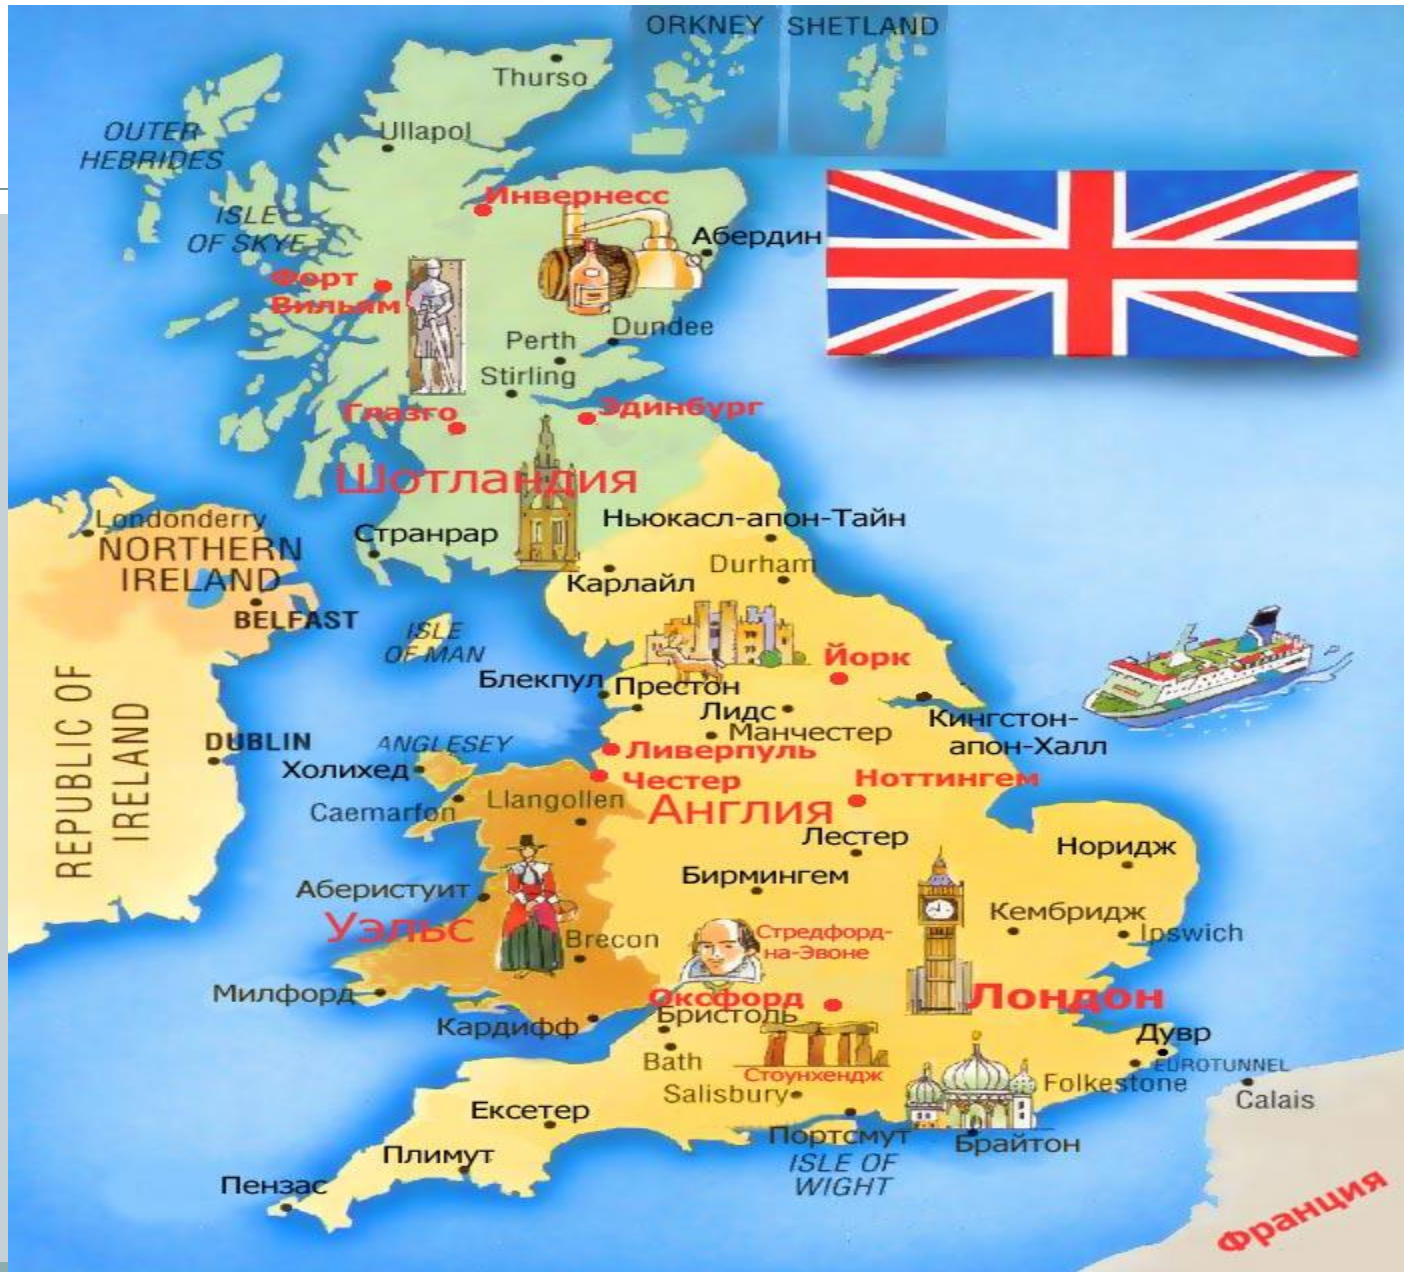 ORKNEY
SHETLAND
Thurso
OUTER
HEBRIDES
Ullapol
Инвернесс
ISLE
OF SKYE
Абердин
Форт
Вильям
Dundee
Perth
Stirling
Глазго
Эдинбург
Шотландия
Londonderry
NORTHERN
IRELAND
Странрар
Ньюкасл-апон-Тайн
Durham
Карлайл
BELFAST
ISLE
OF MAN
Йорк
Блекпул
Престон
Лидс
Кингстон-
апон-Халл
Манчестер
REPUBLIC OF
IRELAND
DUBLIN
ANGLESEY
Ливерпуль
Холихед
Честер
Ноттингем
Caemarfon
Llangollen
Англия
Лестер
Норидж
Бирмингем
Аберистуит
Уэльс
Кембридж
Brecon
Стредфорд-
на-Эвоне
Ipswich
Милфорд
Оксфорд
Лондон
Бристоль
Кардифф
Дувр
Bath
EUROTUNNEL
Стоунхендж
Folkestone
Salisbury
Calais
Ексетер
Портсмут
Брайтон
Плимут
ISLE OF
WIGHT
Пензас
Франция